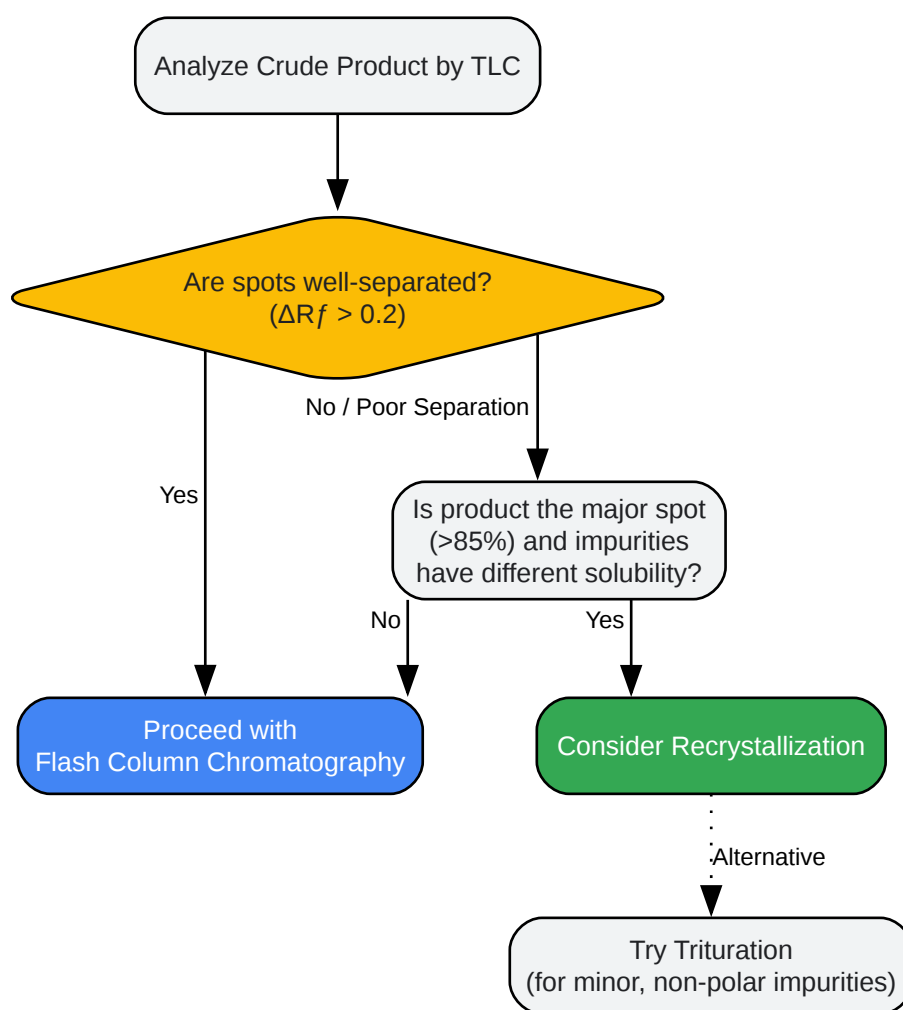 Analyze Crude Product by TLC
Are spots well-separated?
(ΔRƒ > 0.2)
No / Poor Separation
Yes
Is product the major spot
(>85%) and impurities
have different solubility?
No
Yes
Proceed with
Flash Column Chromatography
Consider Recrystallization
Alternative
Try Trituration
(for minor, non-polar impurities)